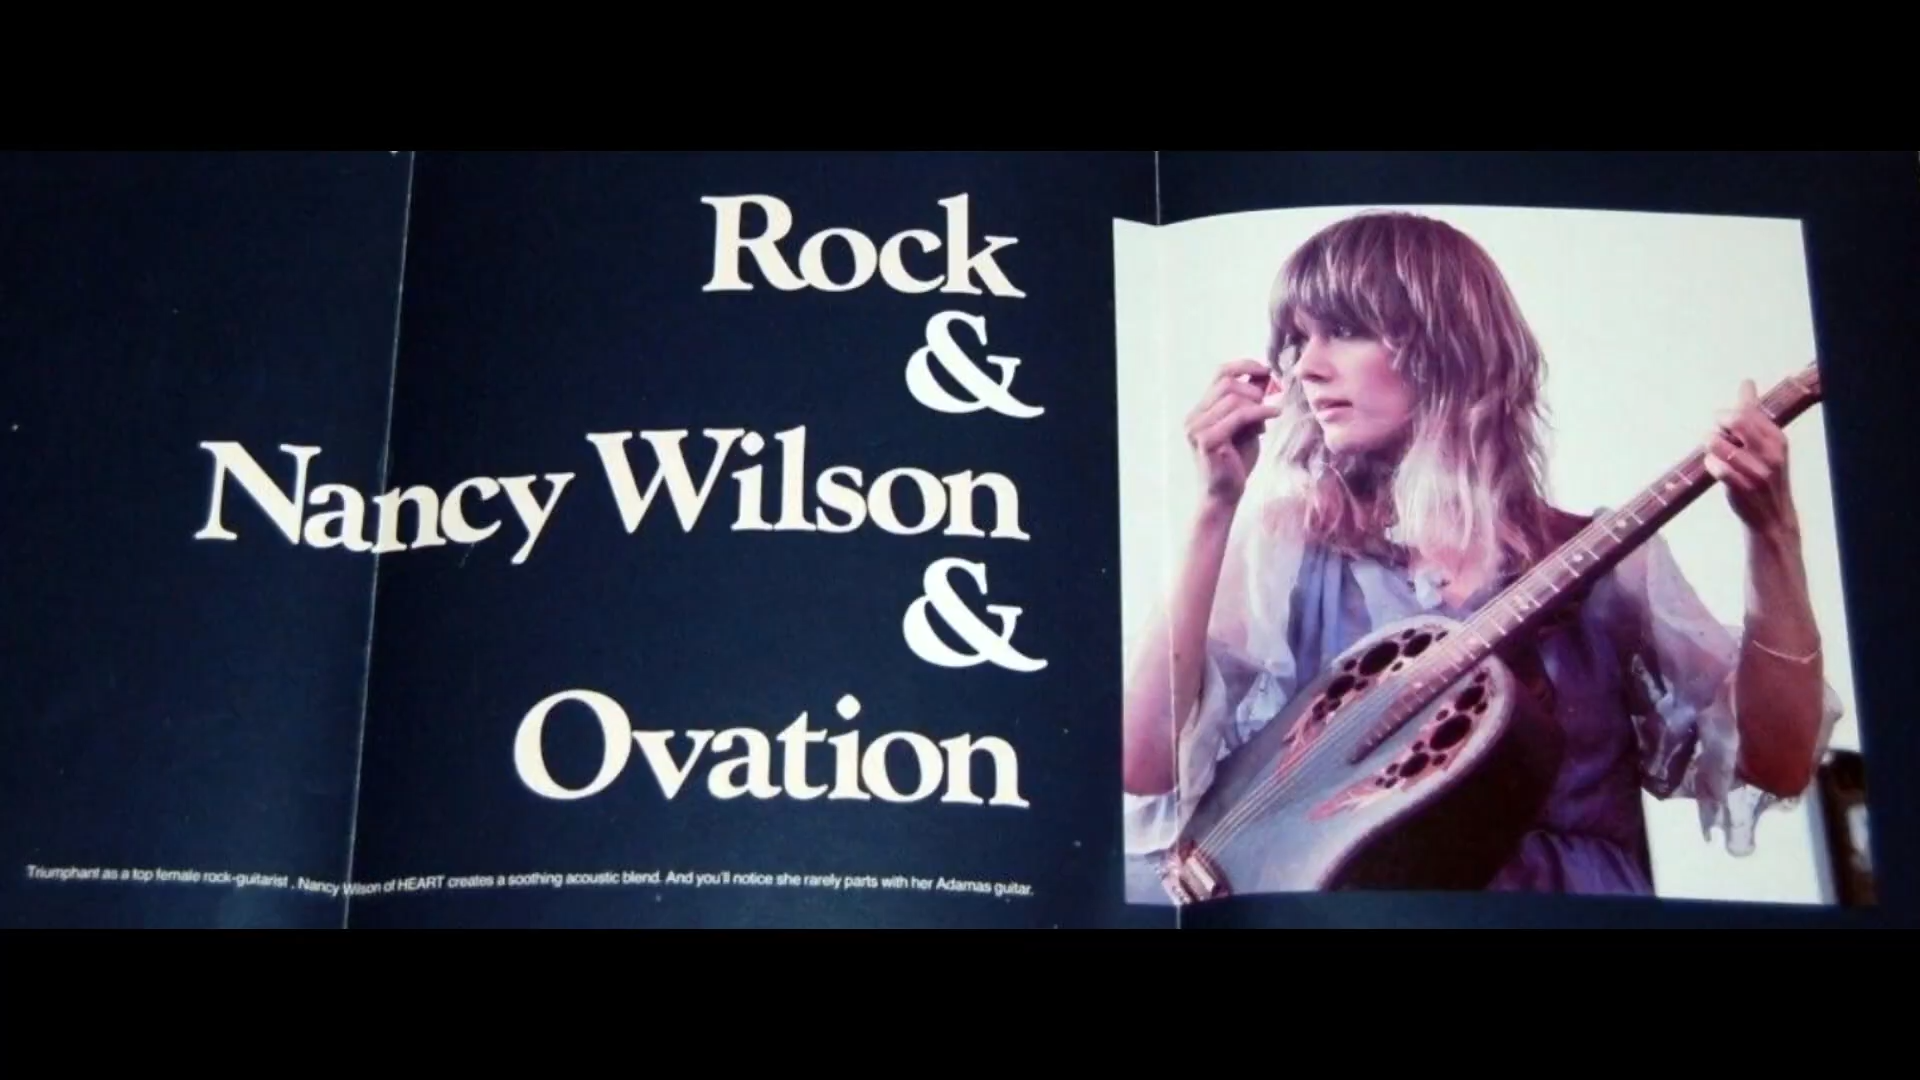 Rock
&
Nancy Wilson
&
Ovation
Triumphant as a top female rock-guitarist , Nancy Wilson of HEART creates a soothing acoustic blend. And you'll notice she rarely parts with her Adamas guitar.